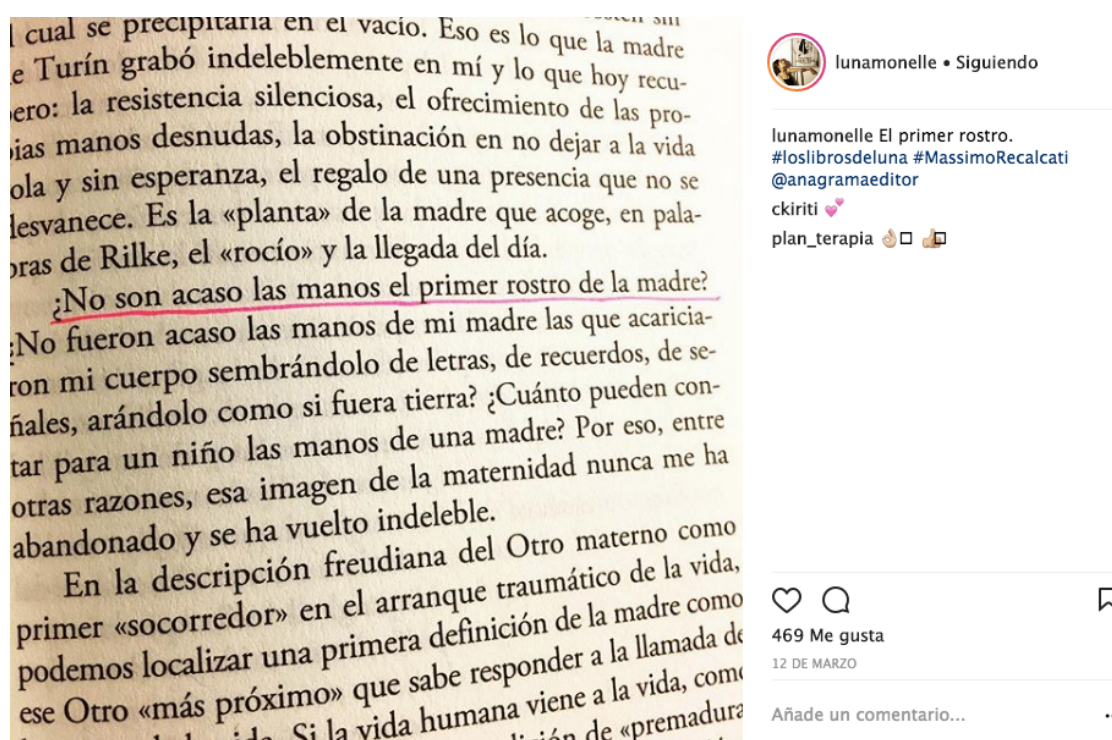 cual se precipitaría en el vacío. Eso es lo que la madre
e Turín grabó indeleblemente en mí y lo que hoy recu-
ero: la resistencia silenciosa, el ofrecimiento de las pro-
ias manos desnudas, la obstinación en no dejar a la vida
ola y sin esperanza, el regalo de una presencia que no se
esvanece. Es la «planta» de la madre que acoge, en pala-
bras de Rilke, el «rocío» y la llegada del día.
¿No son acaso las manos el primer rostro de la madre?
¿No fueron acaso las manos de mi madre las que acaricia-
ron mi cuerpo sembrándolo de letras, de recuerdos, de se-
ñales, arándolo como si fuera tierra? ¿Cuánto pueden con-
tar para un niño las manos de una madre? Por eso, entre
otras razones, esa imagen de la maternidad nunca me ha
abandonado y se ha vuelto indeleble.
En la descripción freudiana del Otro materno como
primer «socorredor» en el arranque traumático de la vida,
podemos localizar una primera definición de la madre como
ese Otro «más próximo» que sabe responder a la llamada de
Si la vida humana viene a la vida, como
de «prematura
lunamonelle • Siguiendo
lunamonelle El primer rostro.
#loslibrosdeluna #MassimoRecalcati
@anagramaeditor
ckiriti 💕
plan_terapia 👌🏼□ 👍🏼□
469 Me gusta
12 DE MARZO
Añade un comentario...